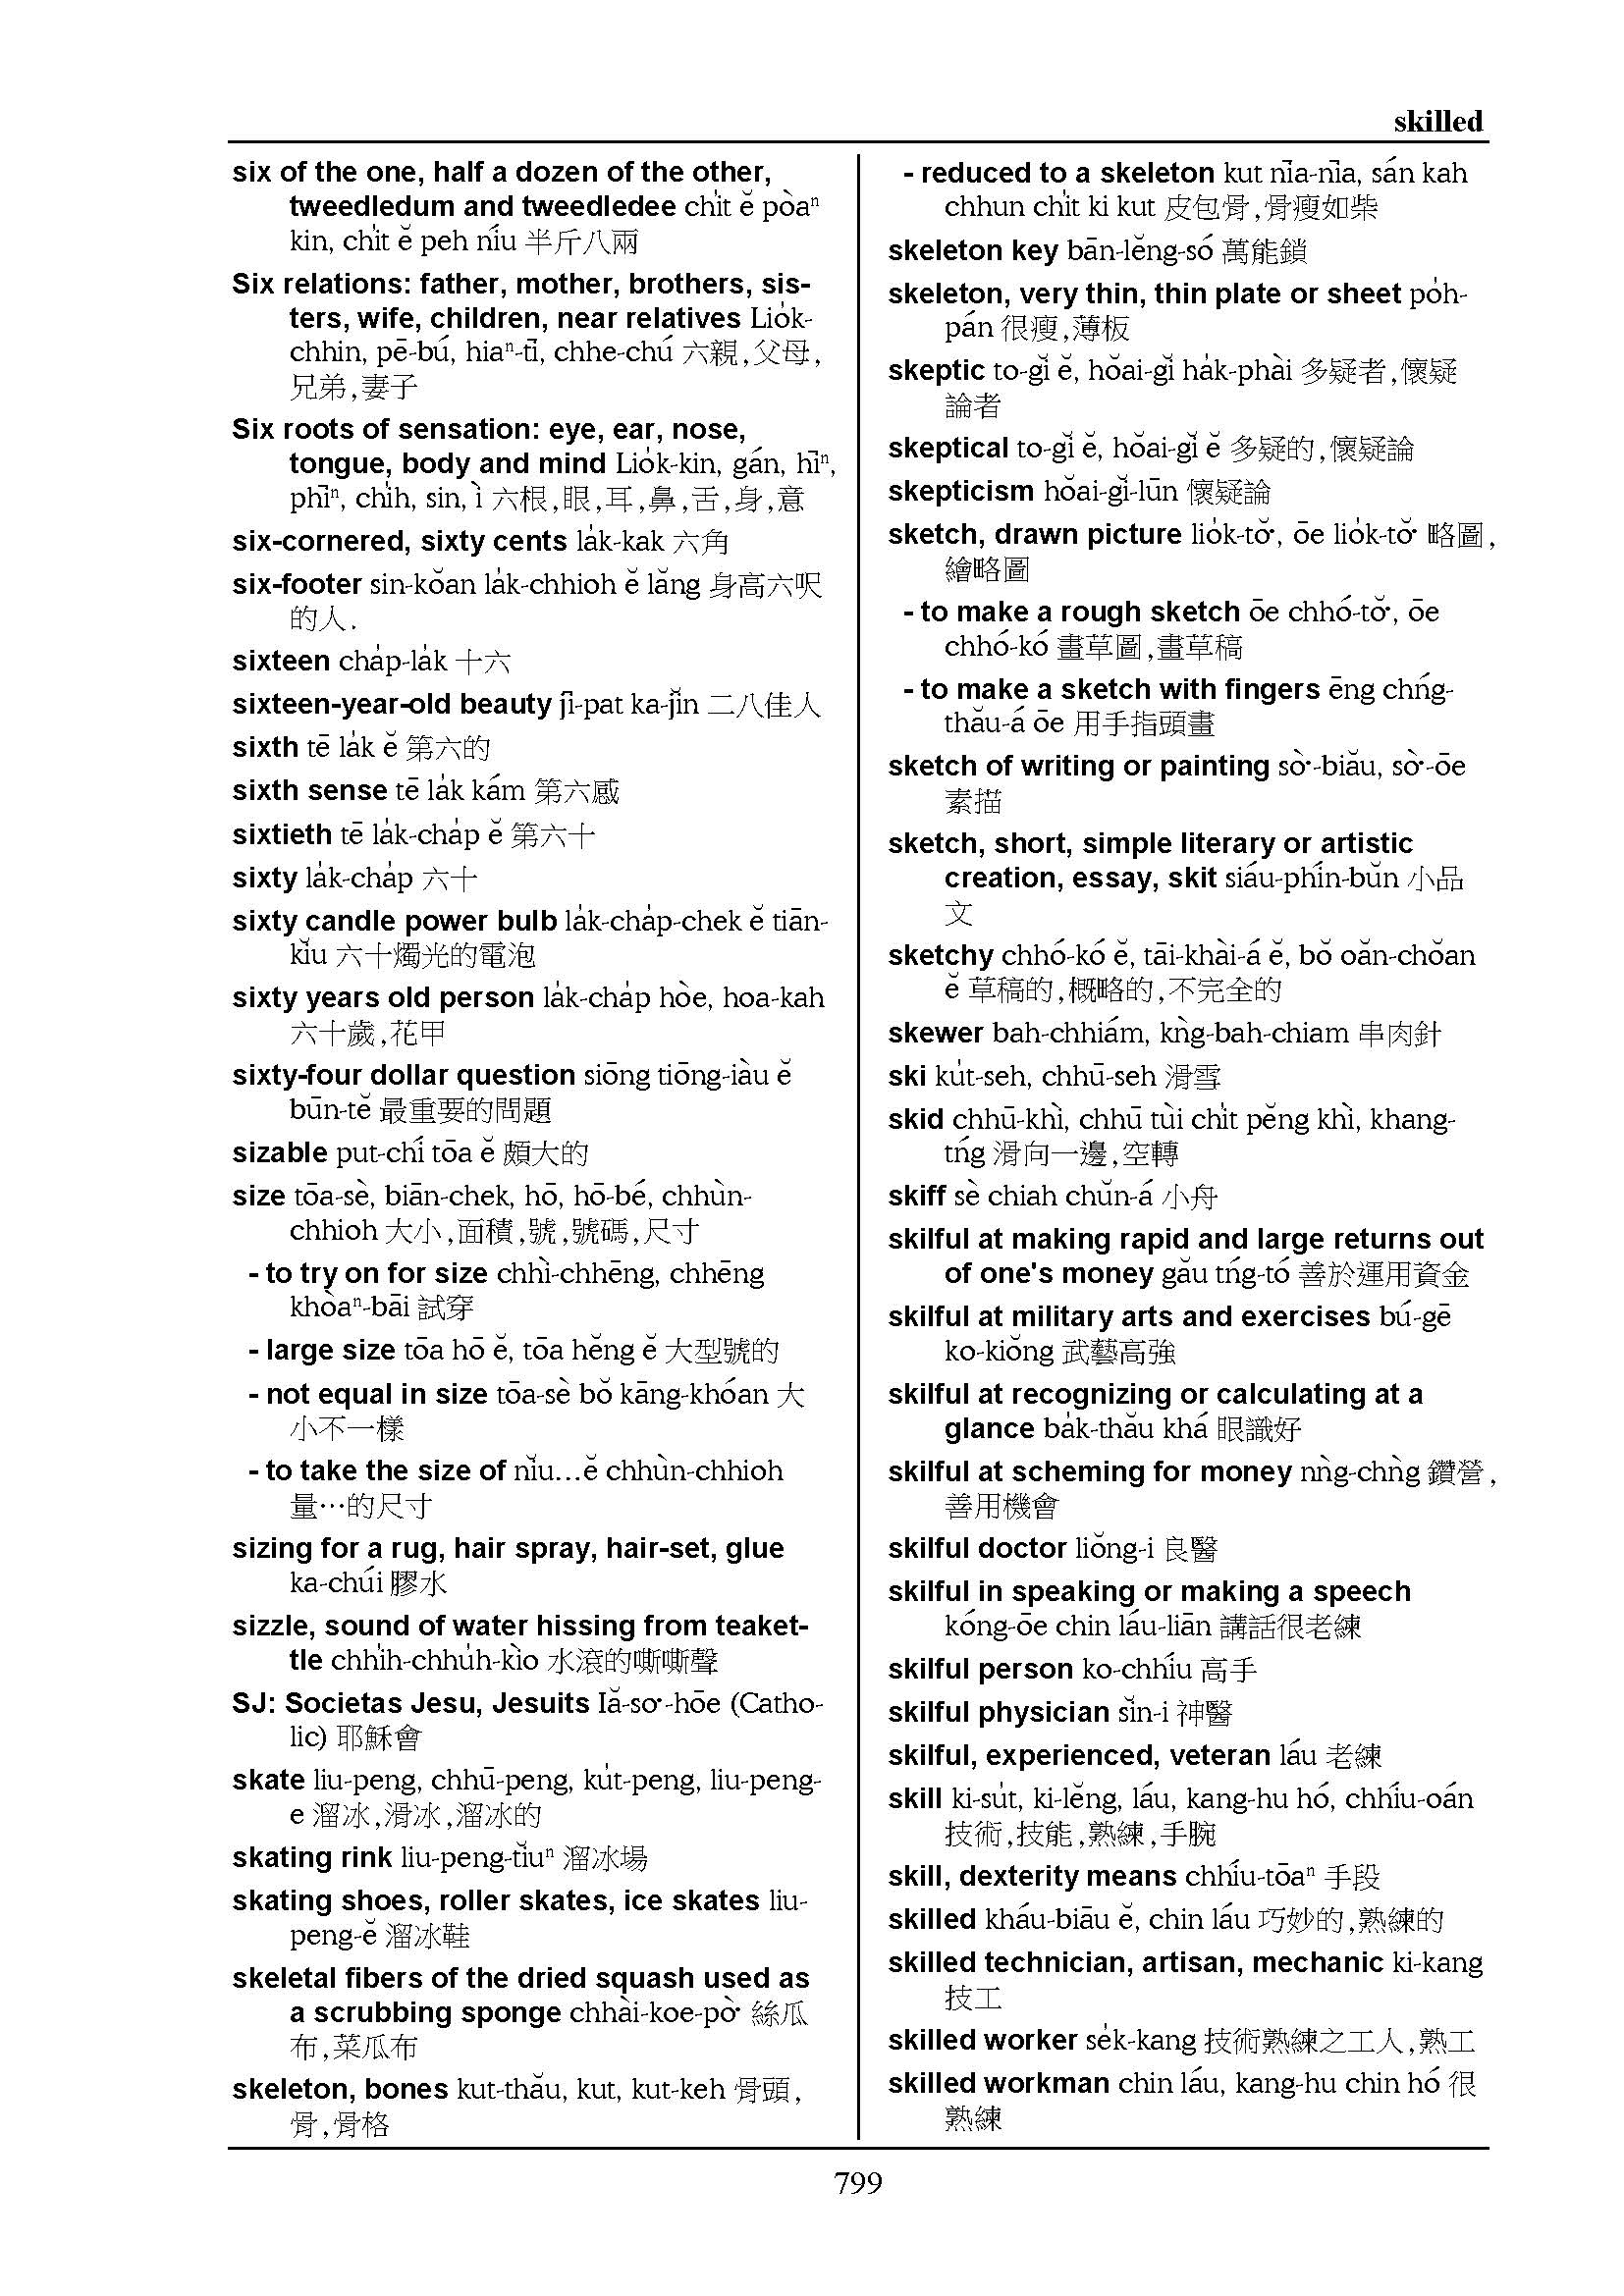 skilled
six of the one, half a dozen of the other,
tweedledum and tweedledee chi̍t ĕ pòaⁿ
kin, chi̍t ĕ peh níu 半斤八兩
Six relations: father, mother, brothers, sis-
ters, wife, children, near relatives Lio̍k-
chhin, pē-bú, hiaⁿ-tī, chhe-chú 六親,父母,
兄弟,妻子
Six roots of sensation: eye, ear, nose,
tongue, body and mind Lio̍k-kin, gán, hīⁿ,
phīⁿ, chi̍h, sin, ì 六根,眼,耳,鼻,舌,身,意
six-cornered, sixty cents la̍k-kak 六角
six-footer sin-kŏan la̍k-chhioh ĕ lăng 身高六呎
的人.
sixteen cha̍p-la̍k 十六
sixteen-year-old beauty jī-pat ka-jĭn 二八佳人
sixth tē la̍k ĕ 第六的
sixth sense tē la̍k kám 第六感
sixtieth tē la̍k-cha̍p ĕ 第六十
sixty la̍k-cha̍p 六十
sixty candle power bulb la̍k-cha̍p-chek ĕ tiān-
kĭu 六十燭光的電泡
sixty years old person la̍k-cha̍p hòe, hoa-kah
六十歲,花甲
sixty-four dollar question siōng tiōng-iàu ĕ
būn-tĕ 最重要的問題
sizable put-chí tōa ĕ 頗大的
size tōa-sè, biān-chek, hō, hō-bé, chhùn-
chhioh 大小,面積,號,號碼,尺寸
- to try on for size chhì-chhēng, chhēng
khòaⁿ-bāi 試穿
- large size tōa hō ĕ, tōa hĕng ĕ 大型號的
- not equal in size tōa-sè bŏ kāng-khóan 大
小不一樣
- to take the size of nĭu...ĕ chhùn-chhioh
量…的尺寸
sizing for a rug, hair spray, hair-set, glue
ka-chúi 膠水
sizzle, sound of water hissing from teaket-
tle chhi̍h-chhu̍h-kìo 水滾的嘶嘶聲
SJ: Societas Jesu, Jesuits Iă-so͘-hōe (Catho-
lic) 耶穌會
skate liu-peng, chhū-peng, ku̍t-peng, liu-peng-
e 溜冰,滑冰,溜冰的
skating rink liu-peng-tĭuⁿ 溜冰場
skating shoes, roller skates, ice skates liu-
peng-ĕ 溜冰鞋
skeletal fibers of the dried squash used as
a scrubbing sponge chhài-koe-pò͘ 絲瓜
布,菜瓜布
skeleton, bones kut-thău, kut, kut-keh 骨頭,
骨,骨格
- reduced to a skeleton kut nīa-nīa, sán kah
chhun chi̍t ki kut 皮包骨,骨瘦如柴
skeleton key bān-lĕng-só 萬能鎖
skeleton, very thin, thin plate or sheet po̍h-
pán 很瘦,薄板
skeptic to-gĭ ĕ, hŏai-gĭ ha̍k-phài 多疑者,懷疑
論者
skeptical to-gĭ ĕ, hŏai-gĭ ĕ 多疑的,懷疑論
skepticism hŏai-gĭ-lūn 懷疑論
sketch, drawn picture lio̍k-tŏ͘, ōe lio̍k-tŏ͘ 略圖,
繪略圖
- to make a rough sketch ōe chhó-tŏ͘, ōe
chhó-kó 畫草圖,畫草稿
- to make a sketch with fingers ēng chńg-
thău-á ōe 用手指頭畫
sketch of writing or painting sò͘-biău, sò͘-ōe
素描
sketch, short, simple literary or artistic
creation, essay, skit siáu-phín-bŭn 小品
文
sketchy chhó-kó ĕ, tāi-khài-á ĕ, bŏ oăn-chŏan
ĕ 草稿的,概略的,不完全的
skewer bah-chhiám, kǹg-bah-chiam 串肉針
ski ku̍t-seh, chhū-seh 滑雪
skid chhū-khì, chhū tùi chi̍t pĕng khì, khang-
tńg 滑向一邊,空轉
skiff sè chiah chŭn-á 小舟
skilful at making rapid and large returns out
of one's money gău tńg-tó 善於運用資金
skilful at military arts and exercises bú-gē
ko-kiŏng 武藝高強
skilful at recognizing or calculating at a
glance ba̍k-thău khá 眼識好
skilful at scheming for money nǹg-chǹg 鑽營,
善用機會
skilful doctor liŏng-i 良醫
skilful in speaking or making a speech
kóng-ōe chin láu-liān 講話很老練
skilful person ko-chhíu 高手
skilful physician sĭn-i 神醫
skilful, experienced, veteran láu 老練
skill ki-su̍t, ki-lĕng, láu, kang-hu hó, chhíu-oán
技術,技能,熟練,手腕
skill, dexterity means chhíu-tōaⁿ 手段
skilled kháu-biāu ĕ, chin láu 巧妙的,熟練的
skilled technician, artisan, mechanic ki-kang
技工
skilled worker se̍k-kang 技術熟練之工人,熟工
skilled workman chin láu, kang-hu chin hó 很
熟練
799